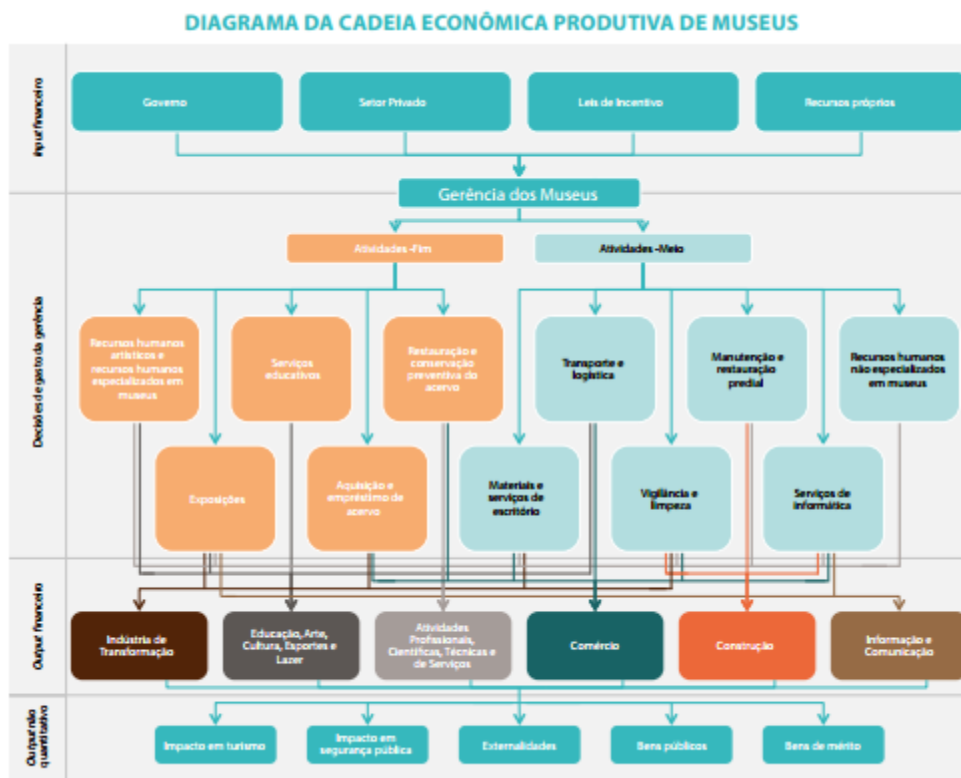 DIAGRAMA DA CADEIA ECONÔMICA PRODUTIVA DE MUSEUS
Input financeiro
Governo
Setor Privado
Leis de Incentivo
Recursos próprios
Gerência dos Museus
Decisões de gasto da gerência
Atividades -Fim
Atividades -Meio
Recursos humanos
artísticos e
recursos humanos
especializados em
museus
Serviços
educativos
Restauração e
conservação
preventiva do
acervo
Transporte e
logística
Manutenção e
restauração
predial
Recursos humanos
não especializados
em museus
Exposições
Aquisição e
empréstimo de
acervo
Materiais e
serviços de
escritório
Vigilância e
limpeza
Serviços de
informática
Output financeiro
Indústria de
Transformação
Educação, Arte,
Cultura, Esportes e
Lazer
Atividades
Profissionais,
Científicas, Técnicas e
de Serviços
Comércio
Construção
Informação e
Comunicação
Output não
quantitativo
Impacto em turismo
Impacto em
segurança pública
Externalidades
Bens públicos
Bens de mérito